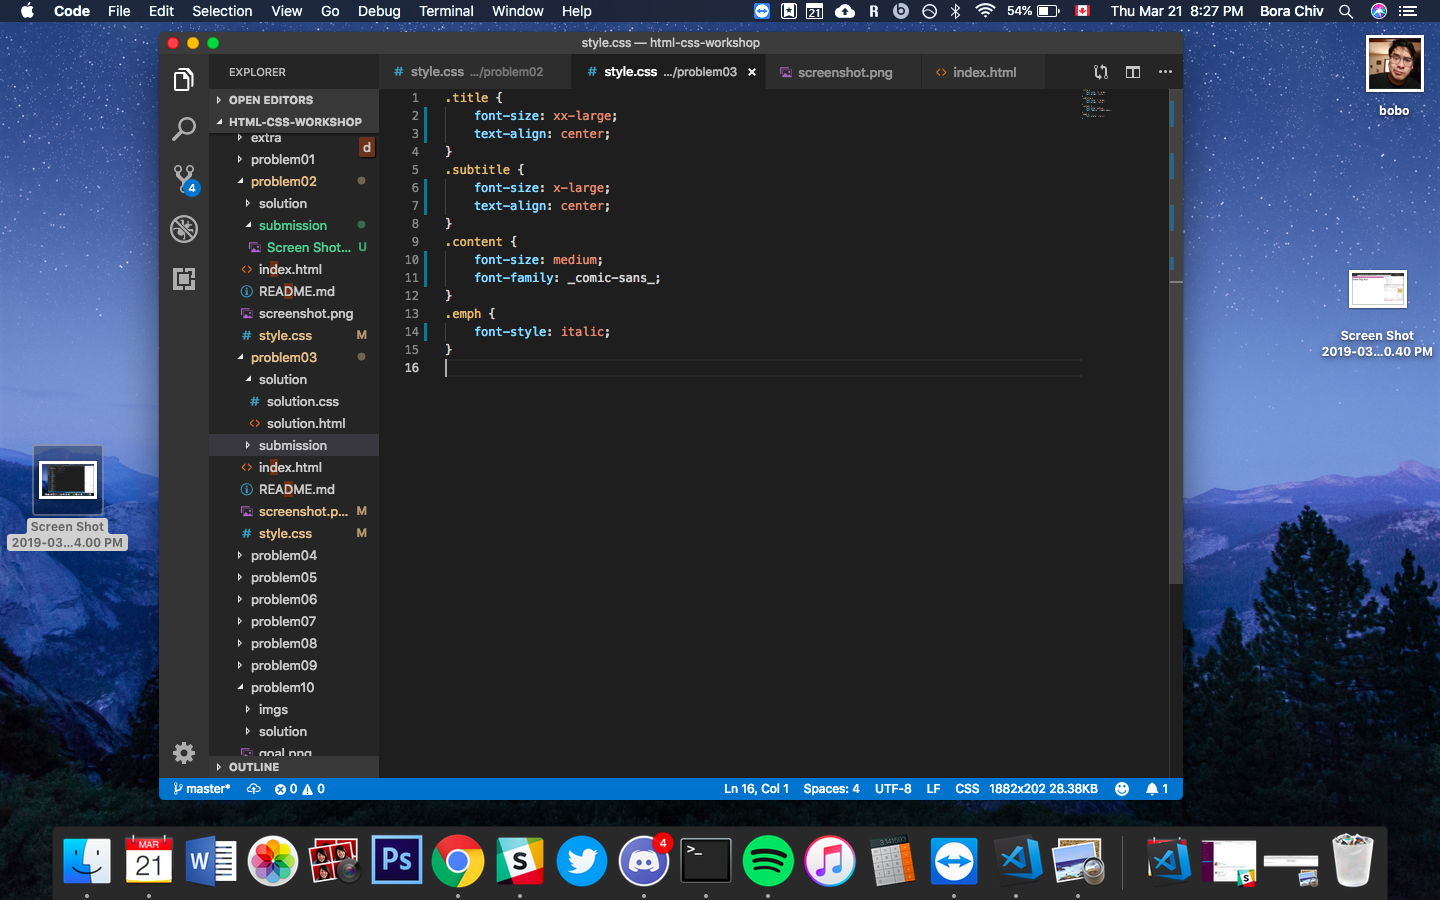 Code File Edit Selection View Go Debug Terminal Window Help 21 R 54% Thu Mar 21 8:27 PM Bora Chiv
style.css — html-css-workshop
EXPLORER
OPEN EDITORS
HTML-CSS-WORKSHOP
extra
d
problem01
problem02
solution
submission
Screen Shot... U
index.html
README.md
screenshot.png
style.css M
problem03
solution
solution.css
solution.html
submission
index.html
README.md
screenshot.p... M
style.css M
problem04
problem05
problem06
problem07
problem08
problem09
problem10
imgs
solution
goal.png
OUTLINE
4
# style.css .../problem02
# style.css .../problem03
screenshot.png
index.html
1 .title {
2 font-size: xx-large;
3 text-align: center;
4 }
5 .subtitle {
6 font-size: x-large;
7 text-align: center;
8 }
9 .content {
10 font-size: medium;
11 font-family: _comic-sans_;
12 }
13 .emph {
14 font-style: italic;
15 }
16
master* 0 0 Ln 16, Col 1 Spaces: 4 UTF-8 LF CSS 1882x202 28.38KB 1
bobo
Screen Shot
2019-03...0.40 PM
Screen Shot
2019-03...4.00 PM
MAR
21
W
Ps
S
4
>_